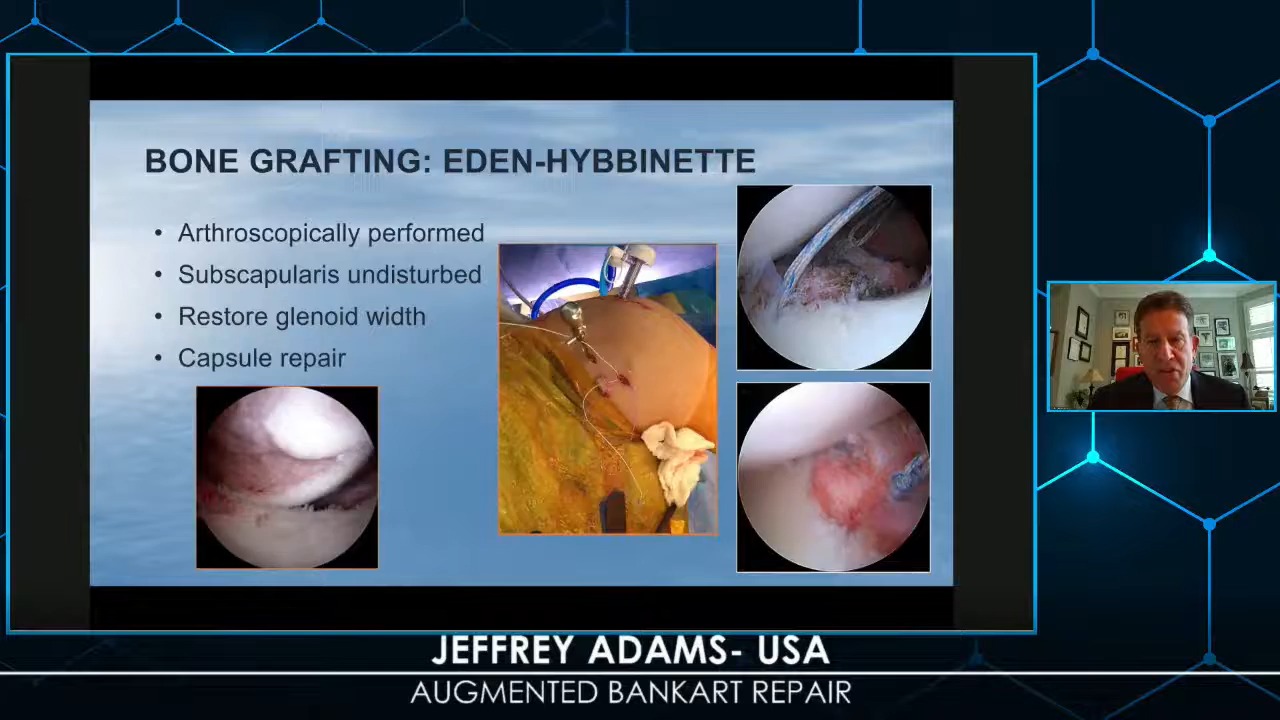 BONE GRAFTING: EDEN-HYBBINETTE
• Arthroscopically performed
• Subscapularis undisturbed
• Restore glenoid width
• Capsule repair
JEFFREY ADAMS- USA
AUGMENTED BANKART REPAIR